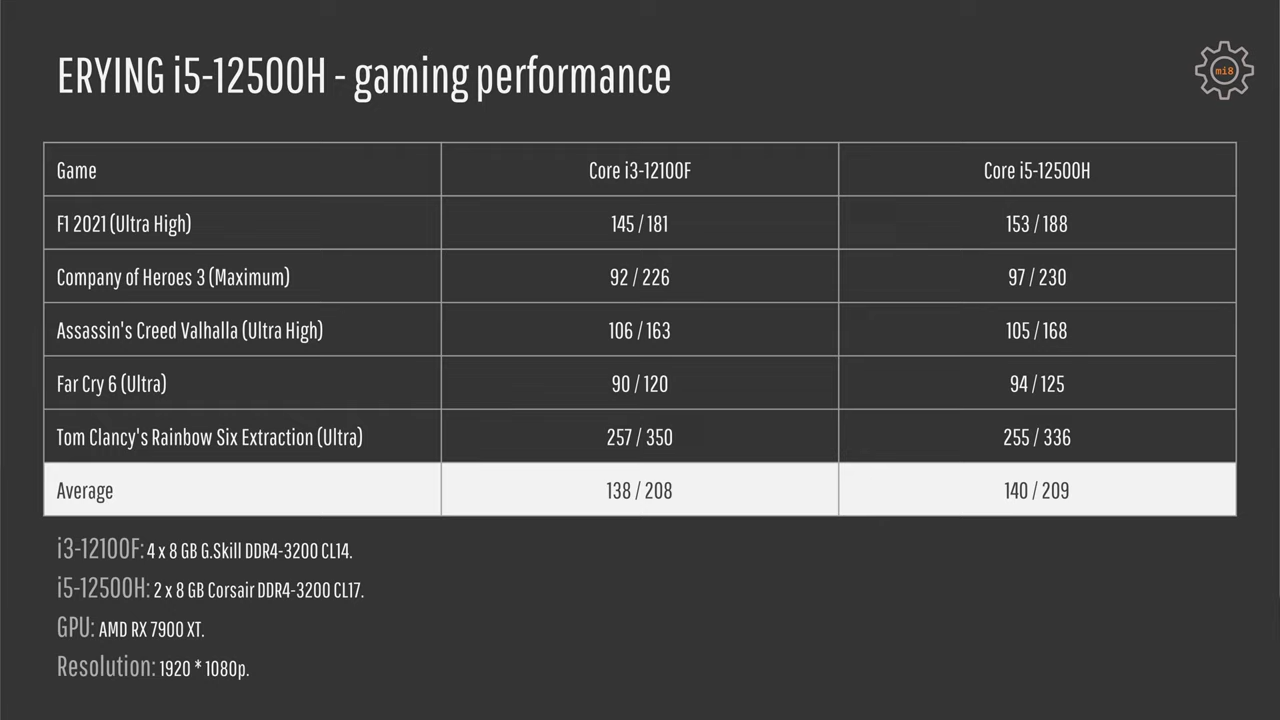 ERYING i5-12500H - gaming performance
mi8
Game Core i3-12100F Core i5-12500H
F1 2021 (Ultra High) 145 / 181 153 / 188
Company of Heroes 3 (Maximum) 92 / 226 97 / 230
Assassin's Creed Valhalla (Ultra High) 106 / 163 105 / 168
Far Cry 6 (Ultra) 90 / 120 94 / 125
Tom Clancy's Rainbow Six Extraction (Ultra) 257 / 350 255 / 336
Average 138 / 208 140 / 209
i3-12100F: 4 x 8 GB G.Skill DDR4-3200 CL14.
i5-12500H: 2 x 8 GB Corsair DDR4-3200 CL17.
GPU: AMD RX 7900 XT.
Resolution: 1920 * 1080p.